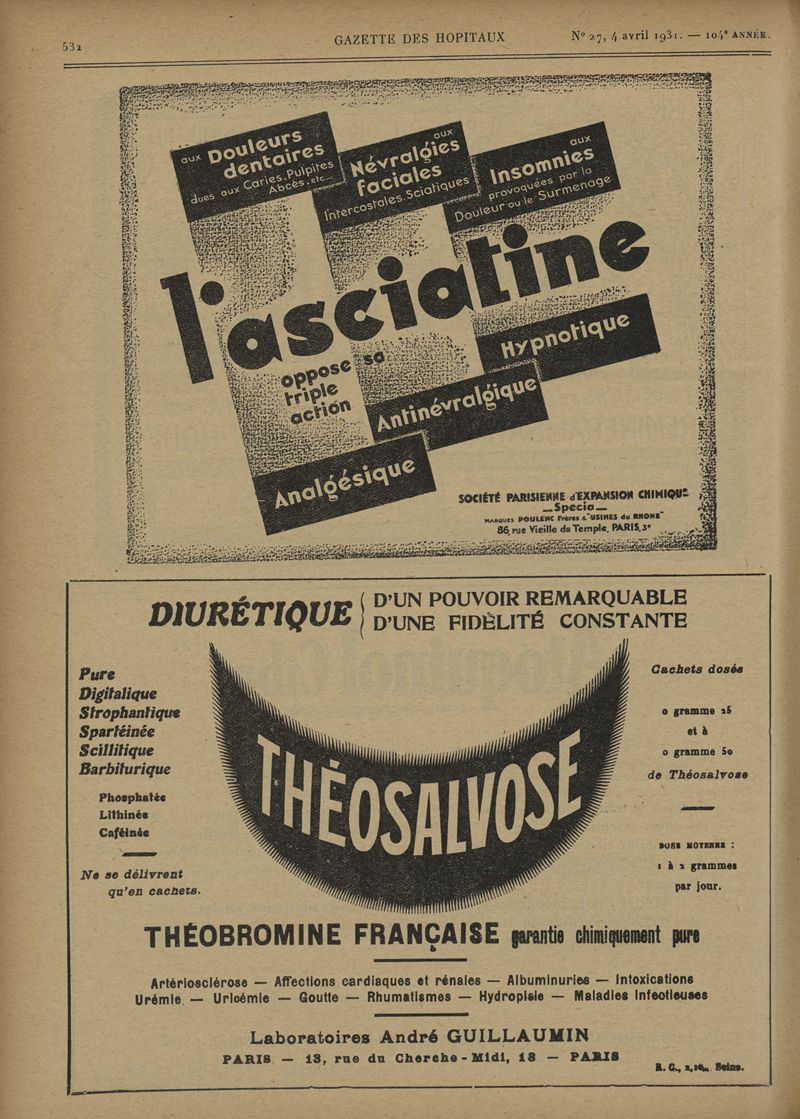 532
GAZETTE DES HOPITAUX
N° 27, 4 avril 1931. — 104e ANNÉE.
aux Douleurs
dentaires
dues aux Caries.Pulpites
Abcès.etc...
aux
Névralgies
faciales
Intercostales.Sciatiques
aux
Insomnies
provoquées par la
Douleur ou le Surmenage
l'asciatine
oppose sa
triple
action
Hypnotique
Antinévralgique
Analgésique
SOCIÉTÉ PARISIENNE d'EXPANSION CHIMIQUE
—Specia—
MARQUES POULENC Frères & "USINES du RHONE"
86, rue Vieille du Temple, PARIS, 3e
DIURÉTIQUE
D'UN POUVOIR REMARQUABLE
D'UNE FIDÈLITÉ CONSTANTE
Pure
Digitalique
Strophantique
Spartéinée
Scillitique
Barbiturique
Phosphatée
Lithinée
Caféinée
Ne se délivrent
qu'en cachets.
THÉOSALVOSE
Cachets dosés
0 gramme 25
et à
0 gramme 50
de Théosalvose
DOSE MOYENNE :
1 à 2 grammes
par jour.
THÉOBROMINE FRANÇAISE garantie chimiquement pure
Artériosclérose — Affections cardiaques et rénales — Albuminuries — Intoxications
Urémie — Uricémie — Goutte — Rhumatismes — Hydropisie — Maladies Infectieuses
Laboratoires André GUILLAUMIN
PARIS — 13, rue du Cherche-Midi, 13 — PARIS
R. C., Seine.